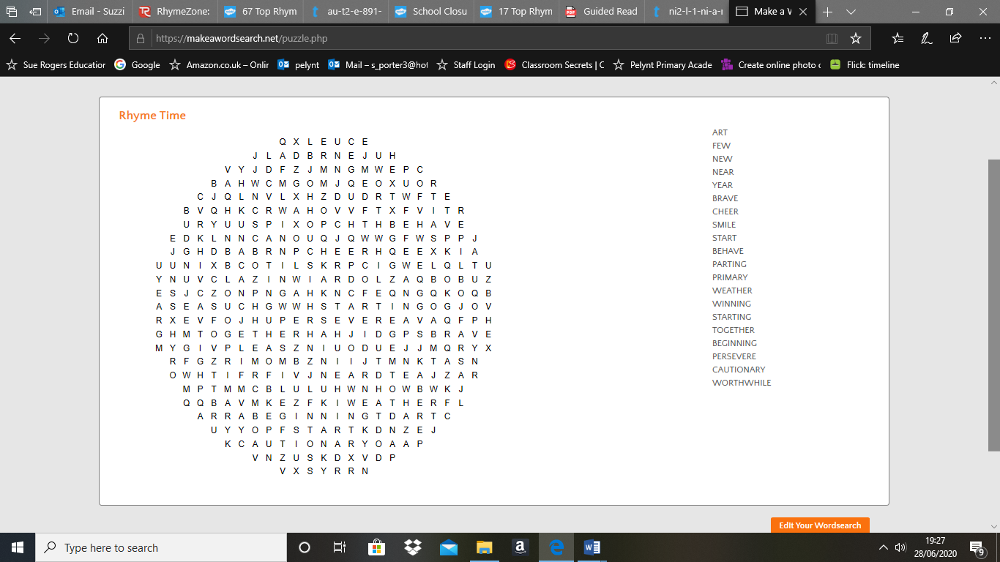 Email - Suzzi
RhymeZone:
67 Top Rhym
au-t2-e-891-
School Closu
17 Top Rhym
Guided Read
ni2-l-1-ni-a-r
Make a W
https://makeawordsearch.net/puzzle.php
Sue Rogers Education
Google
Amazon.co.uk – Onlin
pelynt
Mail – s_porter3@hot
Staff Login
Classroom Secrets | C
Pelynt Primary Acade
Create online photo c
Flick: timeline
Rhyme Time
Q X L E U C E
J L A D B R N E J U H
V Y J D F Z J M N G M W E P C
B A H W C M G O M J Q E O X U O R
C J Q L N V L X H Z D U D R T W F T E
B V Q H K C R W A H O V V F T X F V I T R
U R Y U U S P I X O P C H T H B E H A V E
E D K L N N C A N O U Q J Q W W G F W S P P J
J G H D B A B R N P C H E E R H Q E E X K I A
U U N I X B C O T I L S K R P C I G W E L Q L T U
Y N U V C L A Z I N W I A R D O L Z A Q B O B U Z
E S J C Z O N P N G A H K N C F E Q N G Q K O Q B
A S E A S U C H G W W H S T A R T I N G O G J O V
R X E V F O J H U P E R S E V E R E A V A Q F P H
G H M T O G E T H E R H A H J I D G P S B R A V E
M Y G I V P L E A S Z N I U O D U E J J M Q R Y X
R F G Z R I M O M B Z N I I J T M N K T A S N
O W H T I F R F I V J N E A R D T E A J Z A R
M P T M M C B L U L U H W N H O W B W K J
Q Q B A V M K E Z F K I W E A T H E R F L
A R R A B E G I N N I N G T D A R T C
U Y Y O P F S T A R T K D N Z E J
K C A U T I O N A R Y O A A P
V N Z U S K D X V D P
V X S Y R R N
ART
FEW
NEW
NEAR
YEAR
BRAVE
CHEER
SMILE
START
BEHAVE
PARTING
PRIMARY
WEATHER
WINNING
STARTING
TOGETHER
BEGINNING
PERSEVERE
CAUTIONARY
WORTHWHILE
Edit Your Wordsearch
Type here to search
19:27
28/06/2020
9